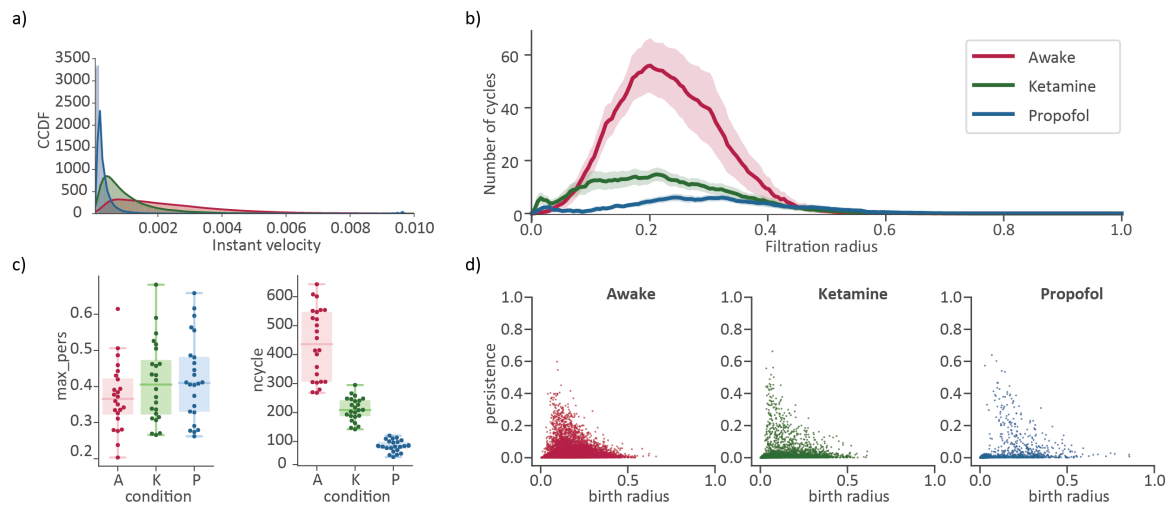 a)
CCDF
3500
3000
2500
2000
1500
1000
500
0
0.002
0.004
0.006
0.008
0.010
Instant velocity
b)
Number of cycles
60
40
20
0
0.0
0.2
0.4
0.6
0.8
1.0
Filtration radius
Awake
Ketamine
Propofol
c)
max_pers
0.6
0.5
0.4
0.3
0.2
A
K
P
condition
ncycle
600
500
400
300
200
100
0
A
K
P
condition
d)
Awake
persistence
1.0
0.8
0.6
0.4
0.2
0.0
0.0
0.5
1.0
birth radius
Ketamine
1.0
0.8
0.6
0.4
0.2
0.0
0.0
0.5
1.0
birth radius
Propofol
1.0
0.8
0.6
0.4
0.2
0.0
0.0
0.5
1.0
birth radius